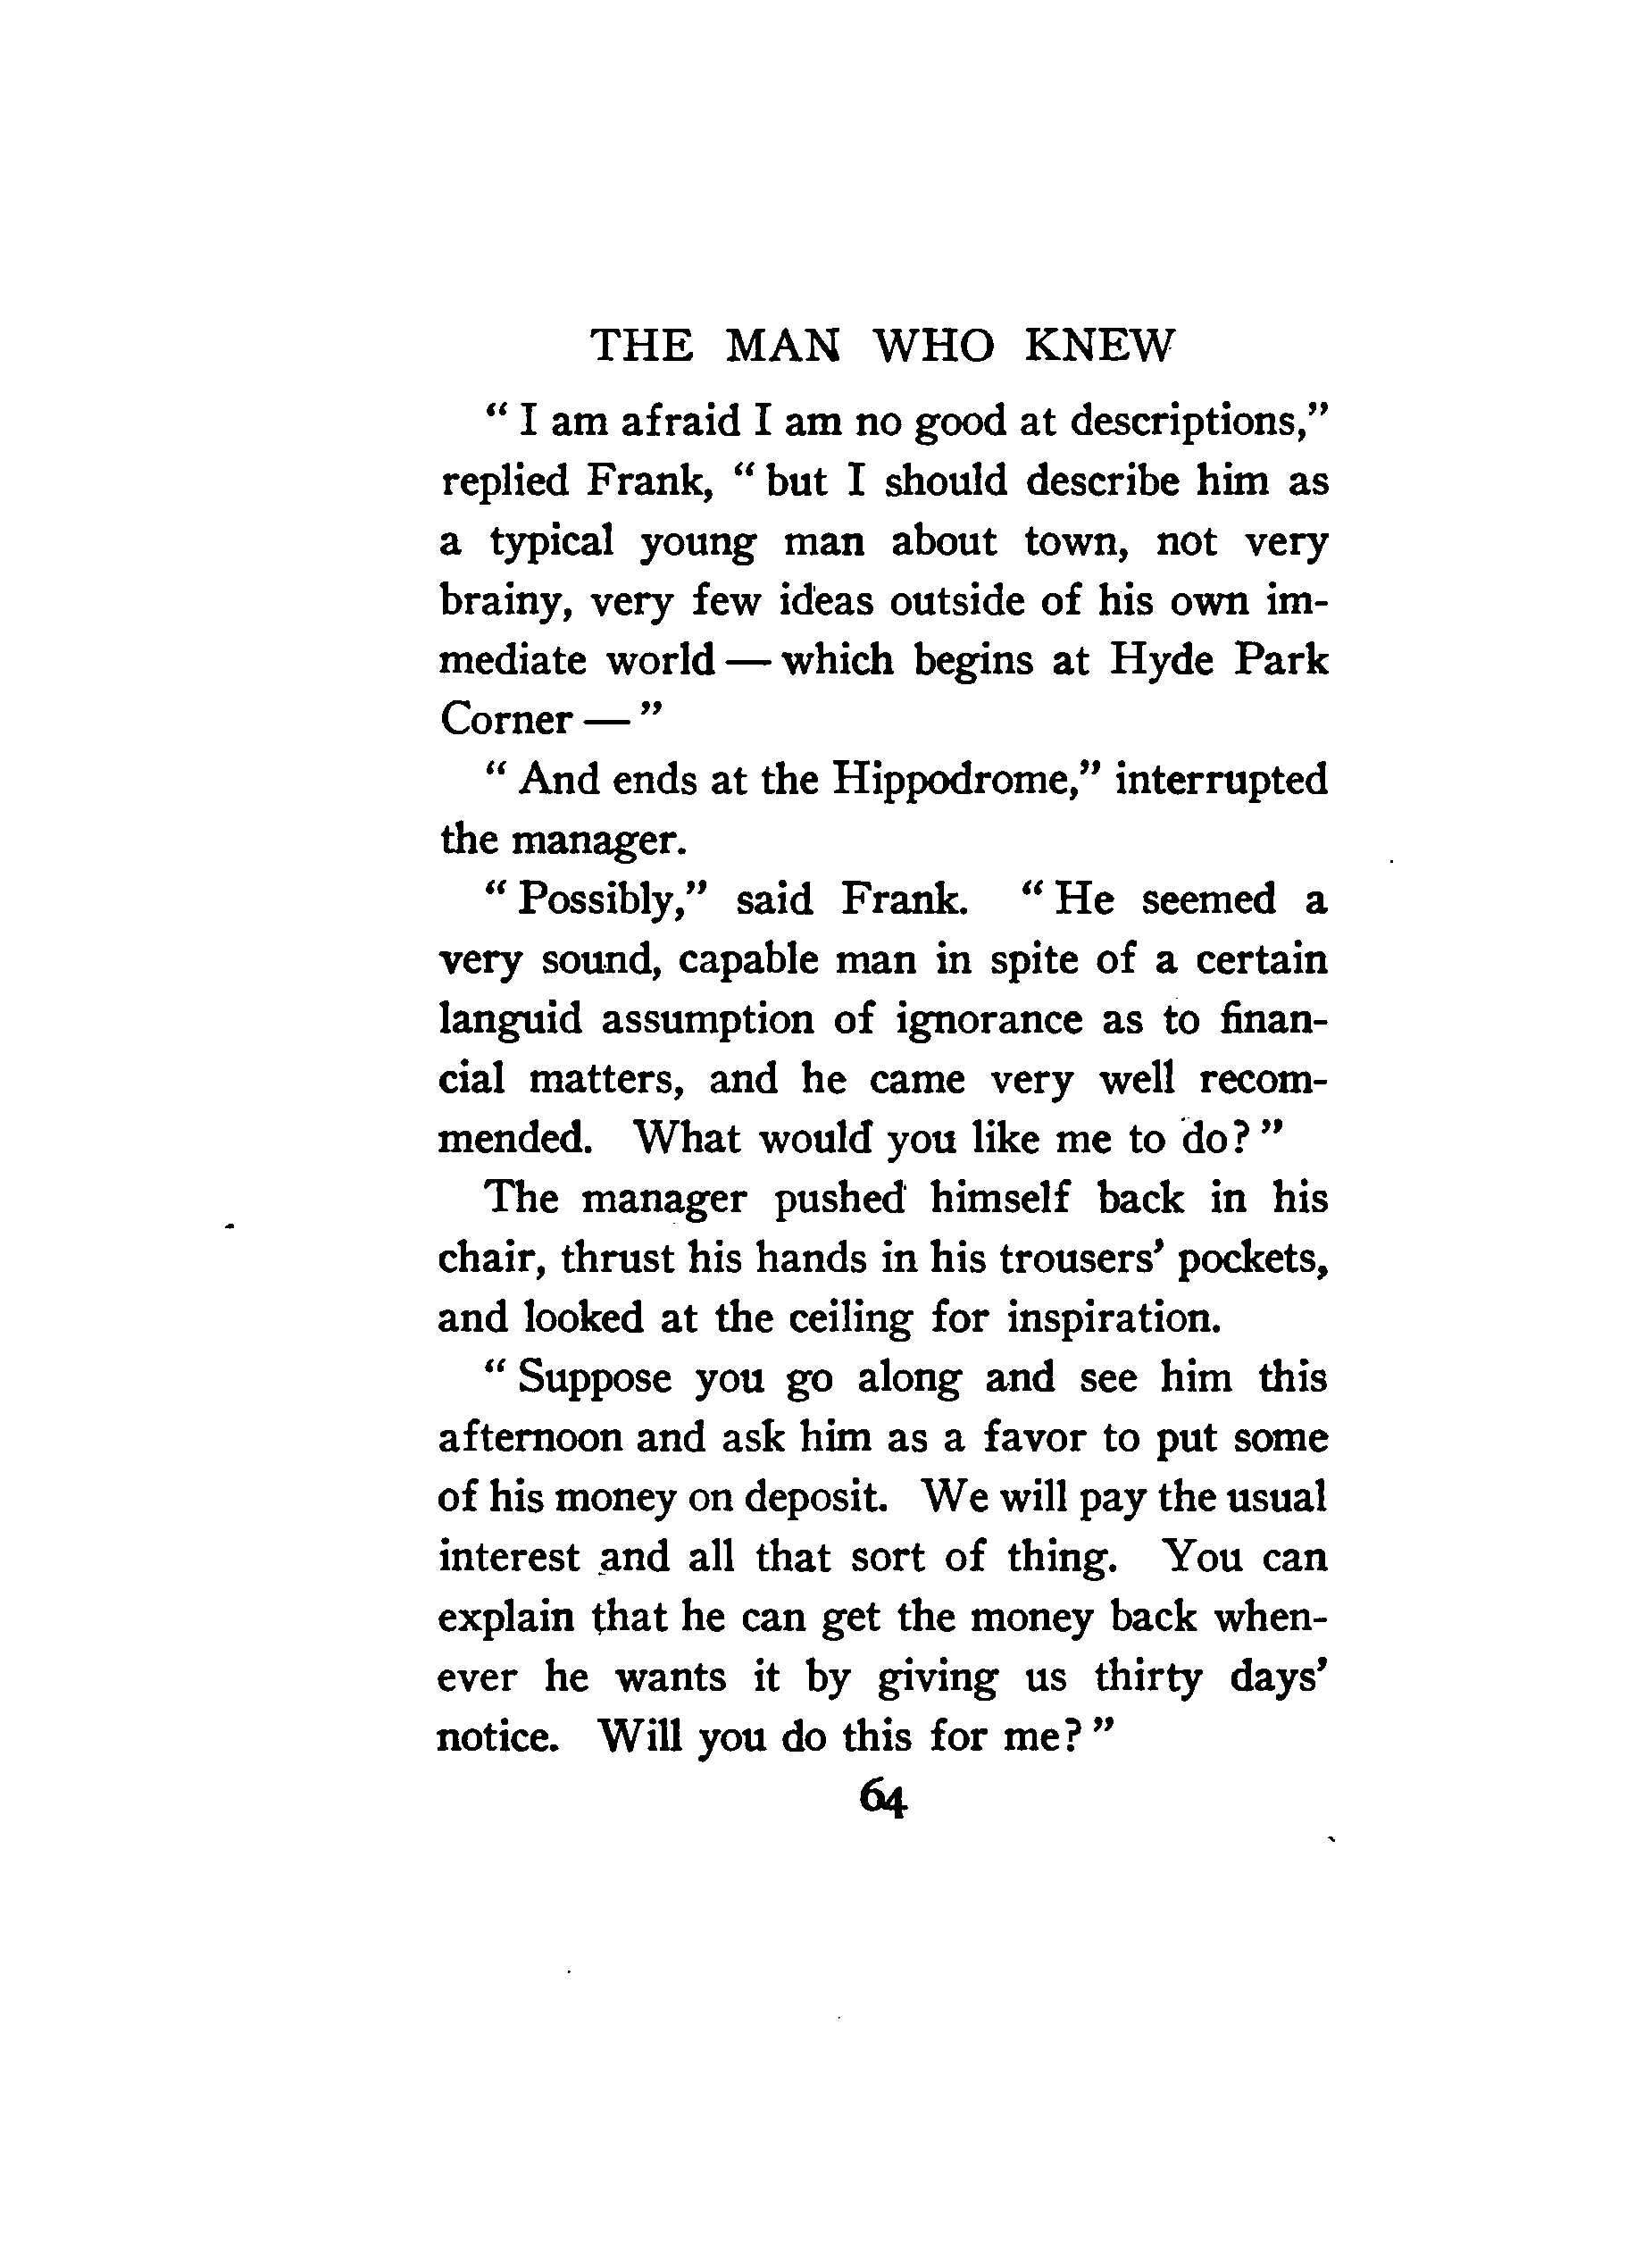 THE MAN WHO KNEW
“ I am afraid I am no good at descriptions,”
replied Frank, “ but I should describe him as
a typical young man about town, not very
brainy, very few ideas outside of his own im-
mediate world — which begins at Hyde Park
Corner — ”
“ And ends at the Hippodrome,” interrupted
the manager.
“ Possibly,” said Frank. “ He seemed a
very sound, capable man in spite of a certain
languid assumption of ignorance as to finan-
cial matters, and he came very well recom-
mended. What would you like me to do? ”
The manager pushed himself back in his
chair, thrust his hands in his trousers’ pockets,
and looked at the ceiling for inspiration.
“ Suppose you go along and see him this
afternoon and ask him as a favor to put some
of his money on deposit. We will pay the usual
interest and all that sort of thing. You can
explain that he can get the money back when-
ever he wants it by giving us thirty days’
notice. Will you do this for me? ”
64